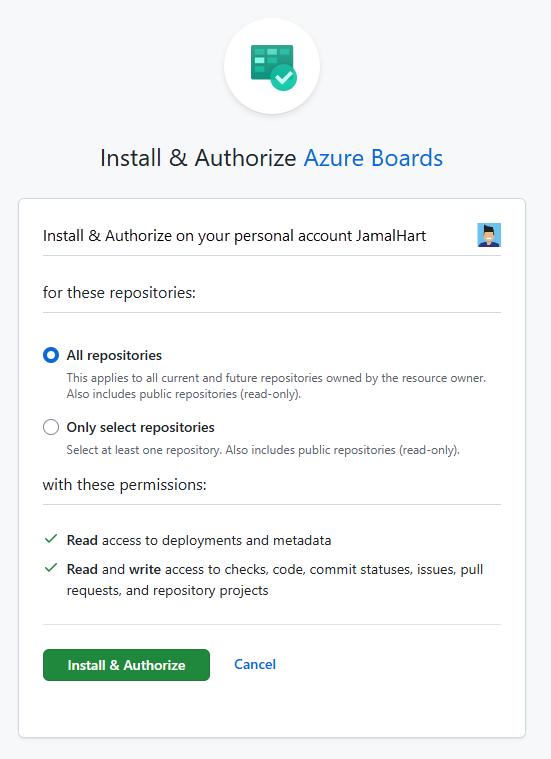 Install & Authorize Azure Boards
Install & Authorize on your personal account JamalHart
for these repositories:
All repositories
This applies to all current and future repositories owned by the resource owner.
Also includes public repositories (read-only).
Only select repositories
Select at least one repository. Also includes public repositories (read-only).
with these permissions:
Read access to deployments and metadata
Read and write access to checks, code, commit statuses, issues, pull
requests, and repository projects
Install & Authorize Cancel